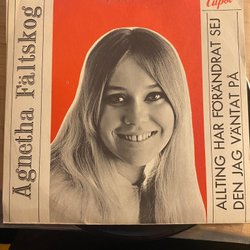 Cupol
Agnetha Fältskog
ALLTING HAR FÖRÄNDRAT SEJ
DEN JAG VÄNTAT PÅ